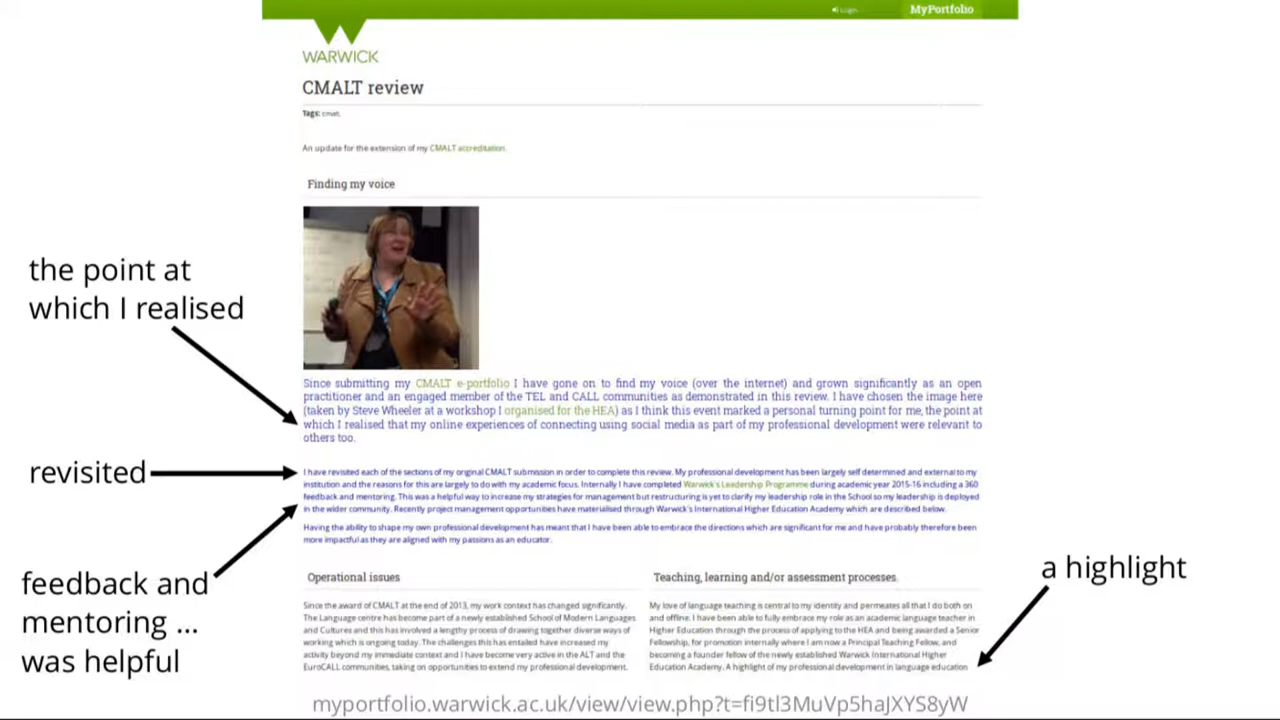 Login
MyPortfolio
WARWICK
CMALT review
Tags: cmalt,
An update for the extension of my CMALT accreditation.
Finding my voice
the point at
which I realised
Since submitting my CMALT e-portfolio I have gone on to find my voice (over the internet) and grown significantly as an open
practitioner and an engaged member of the TEL and CALL communities as demonstrated in this review. I have chosen the image here
(taken by Steve Wheeler at a workshop I organised for the HEA) as I think this event marked a personal turning point for me, the point at
which I realised that my online experiences of connecting using social media as part of my professional development were relevant to
others too.
revisited
I have revisited each of the sections of my original CMALT submission in order to complete this review. My professional development has been largely self determined and external to my
institution and the reasons for this are largely to do with my academic focus. Internally I have completed Warwick's Leadership Programme during academic year 2015-16 including a 360
feedback and mentoring. This was a helpful way to increase my strategies for management but restructuring is yet to clarify my leadership role in the School so my leadership is deployed
in the wider community. Recently project management opportunities have materialised through Warwick's International Higher Education Academy which are described below.
Having the ability to shape my own professional development has meant that I have been able to embrace the directions which are significant for me and have probably therefore been
more impactful as they are aligned with my passions as an educator.
feedback and
mentoring ...
was helpful
a highlight
Operational issues
Since the award of CMALT at the end of 2013, my work context has changed significantly.
The Language centre has become part of a newly established School of Modern Languages
and Cultures and this has involved a lengthy process of drawing together diverse ways of
working which is ongoing today. The challenges this has entailed have increased my
activity beyond my immediate context and I have become very active in the ALT and the
EuroCALL communities, taking on opportunities to extend my professional development.
Teaching, learning and/or assessment processes.
My love of language teaching is central to my identity and permeates all that I do both on
and offline. I have been able to fully embrace my role as an academic language teacher in
Higher Education through the process of applying to the HEA and being awarded a Senior
Fellowship, for promotion internally where I am now a Principal Teaching Fellow, and
becoming a founder fellow of the newly established Warwick International Higher
Education Academy. A highlight of my professional development in language education
myportfolio.warwick.ac.uk/view/view.php?t=fi9tl3MuVp5haJXYS8yW